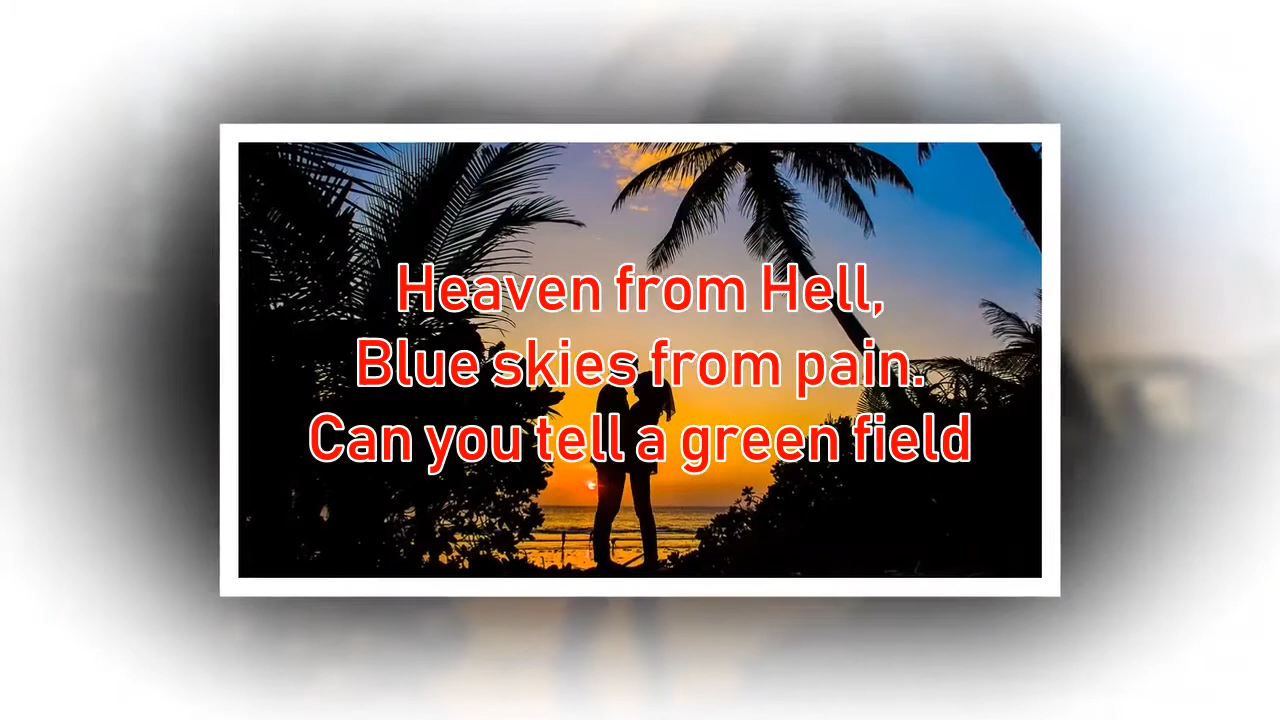 Heaven from Hell,
Blue skies from pain.
Can you tell a green field